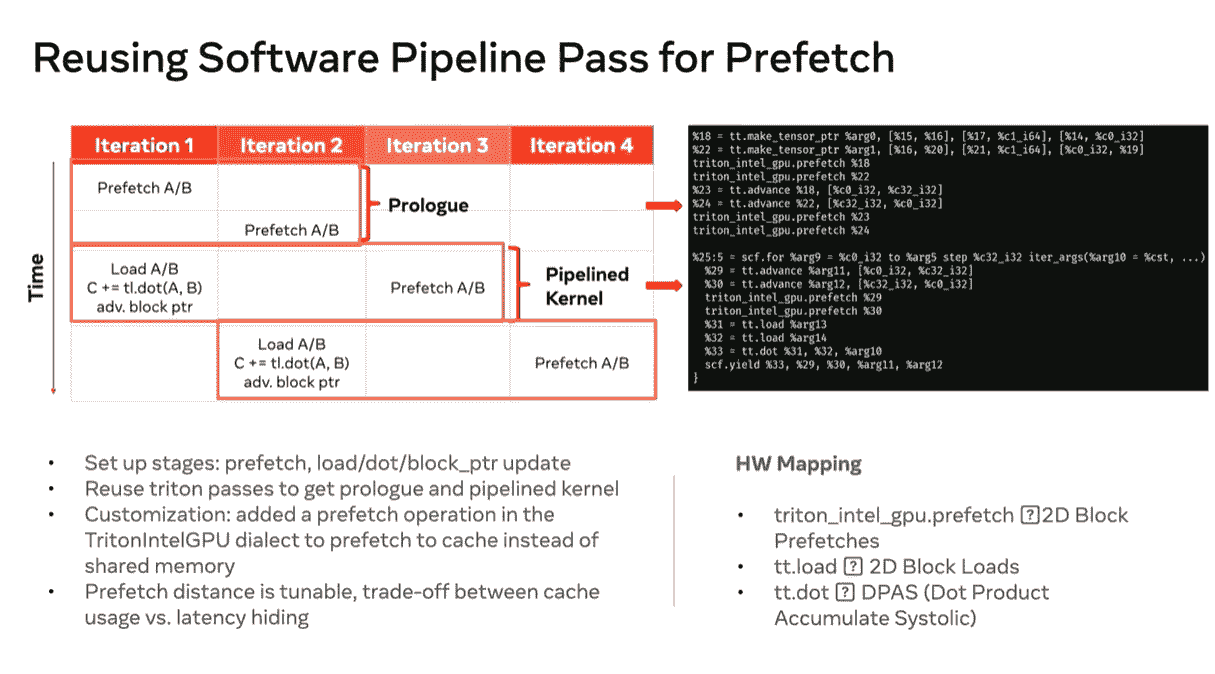 Reusing Software Pipeline Pass for Prefetch
Iteration 1 Iteration 2 Iteration 3 Iteration 4
Time
Prefetch A/B
Prefetch A/B
Prologue
Load A/B
C += tl.dot(A, B)
adv. block ptr
Prefetch A/B
Pipelined
Kernel
Load A/B
C += tl.dot(A, B)
adv. block ptr
Prefetch A/B
%18 = tt.make_tensor_ptr %arg0, [%15, %16], [%17, %c1_i64], [%14, %c0_i32]
%22 = tt.make_tensor_ptr %arg1, [%16, %20], [%21, %c1_i64], [%c0_i32, %19]
triton_intel_gpu.prefetch %18
triton_intel_gpu.prefetch %22
%23 = tt.advance %18, [%c0_i32, %c32_i32]
%24 = tt.advance %22, [%c32_i32, %c0_i32]
triton_intel_gpu.prefetch %23
triton_intel_gpu.prefetch %24
%25:5 = scf.for %arg9 = %c0_i32 to %arg5 step %c32_i32 iter_args(%arg10 = %cst, ...)
%29 = tt.advance %arg11, [%c0_i32, %c32_i32]
%30 = tt.advance %arg12, [%c32_i32, %c0_i32]
triton_intel_gpu.prefetch %29
triton_intel_gpu.prefetch %30
%31 = tt.load %arg13
%32 = tt.load %arg14
%33 = tt.dot %31, %32, %arg10
scf.yield %33, %29, %30, %arg11, %arg12
}
• Set up stages: prefetch, load/dot/block_ptr update
• Reuse triton passes to get prologue and pipelined kernel
• Customization: added a prefetch operation in the
TritonIntelGPU dialect to prefetch to cache instead of
shared memory
• Prefetch distance is tunable, trade-off between cache
usage vs. latency hiding
HW Mapping
• triton_intel_gpu.prefetch ⍰2D Block
Prefetches
• tt.load ⍰ 2D Block Loads
• tt.dot ⍰ DPAS (Dot Product
Accumulate Systolic)